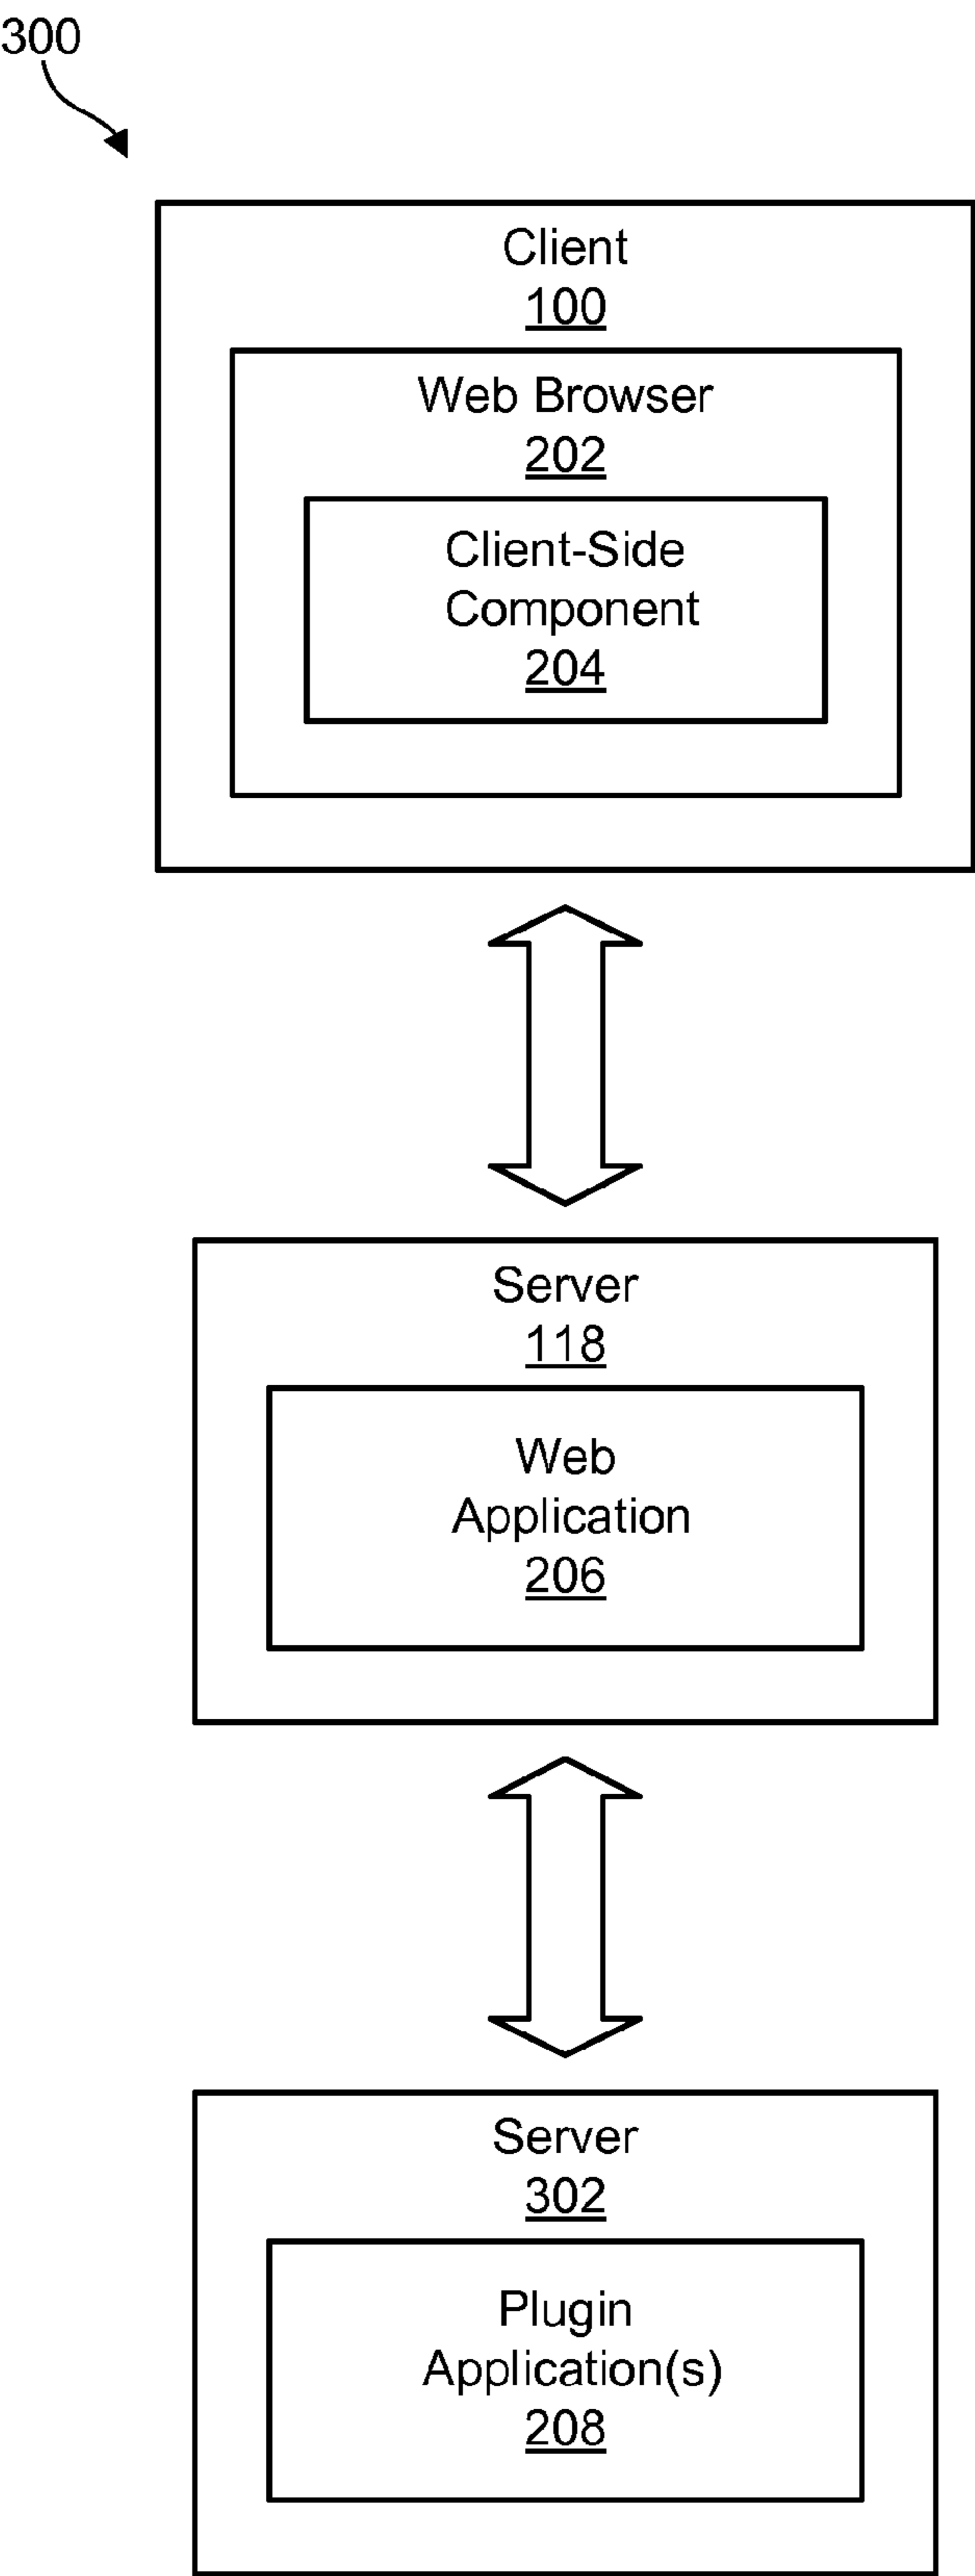 300
Client
100
Web Browser
202
Client-Side
Component
204
Server
118
Web
Application
206
Server
302
Plugin
Application(s)
208